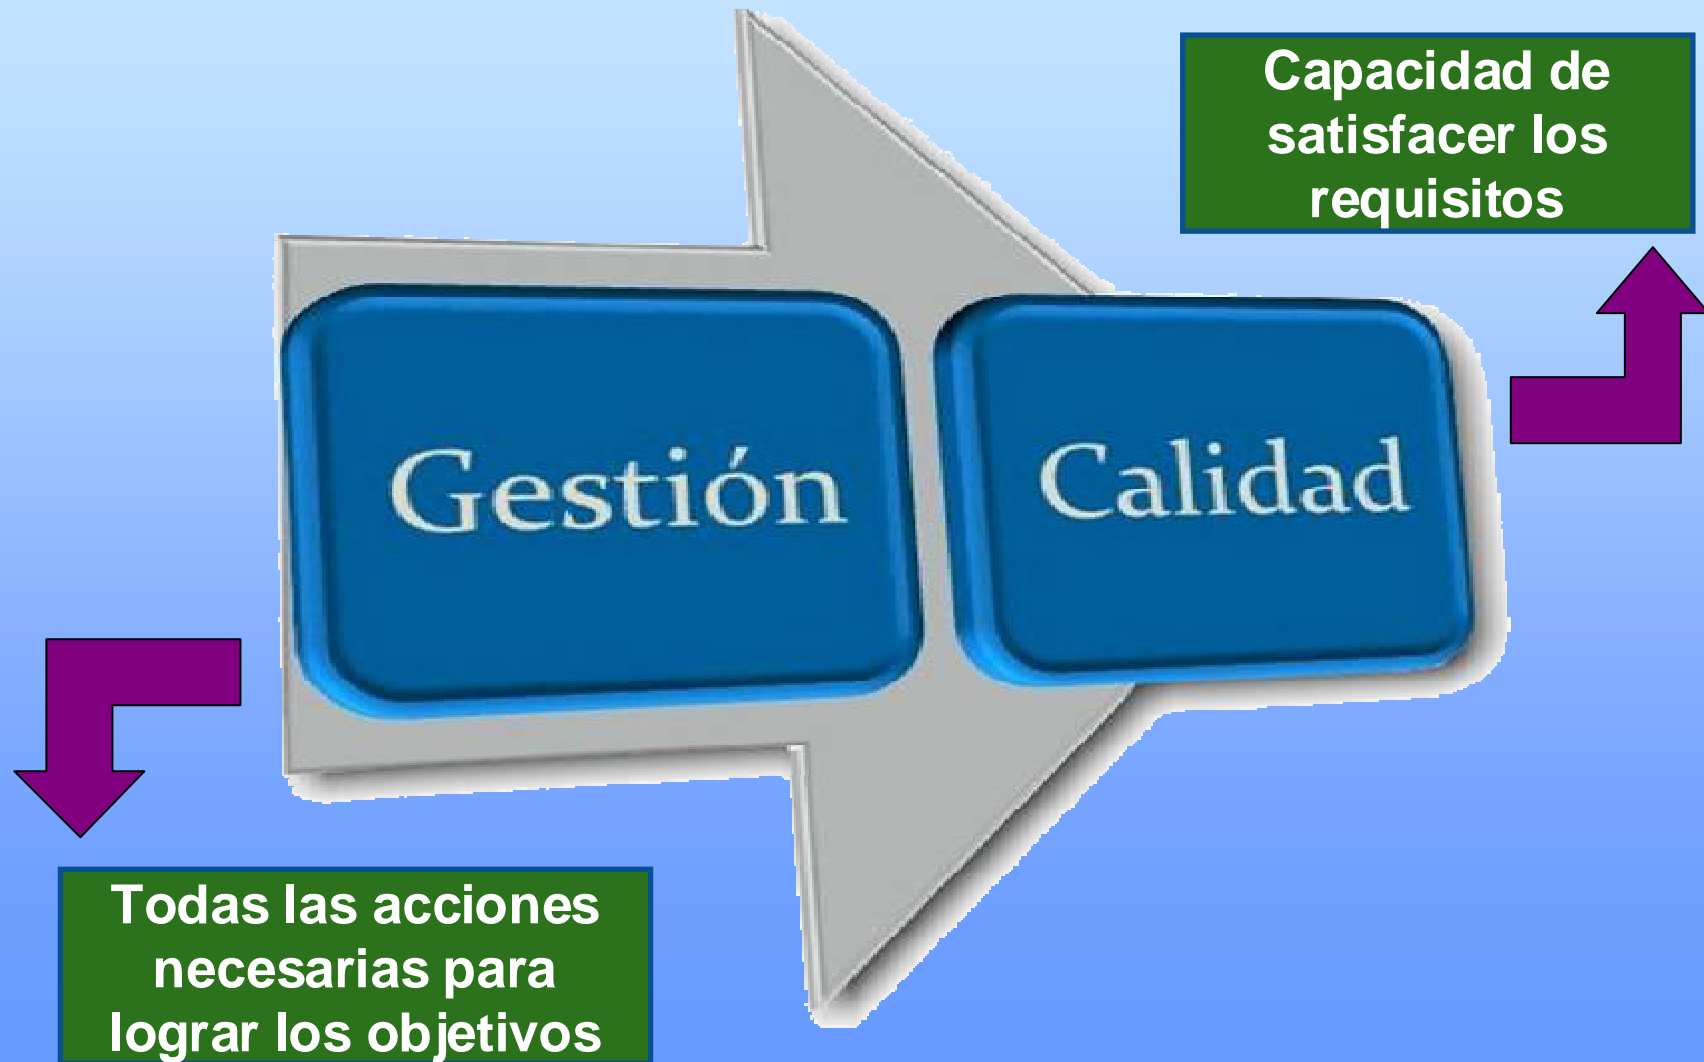 Capacidad de
satisfacer los
requisitos
Gestión
Calidad
Todas las acciones
necesarias para
lograr los objetivos